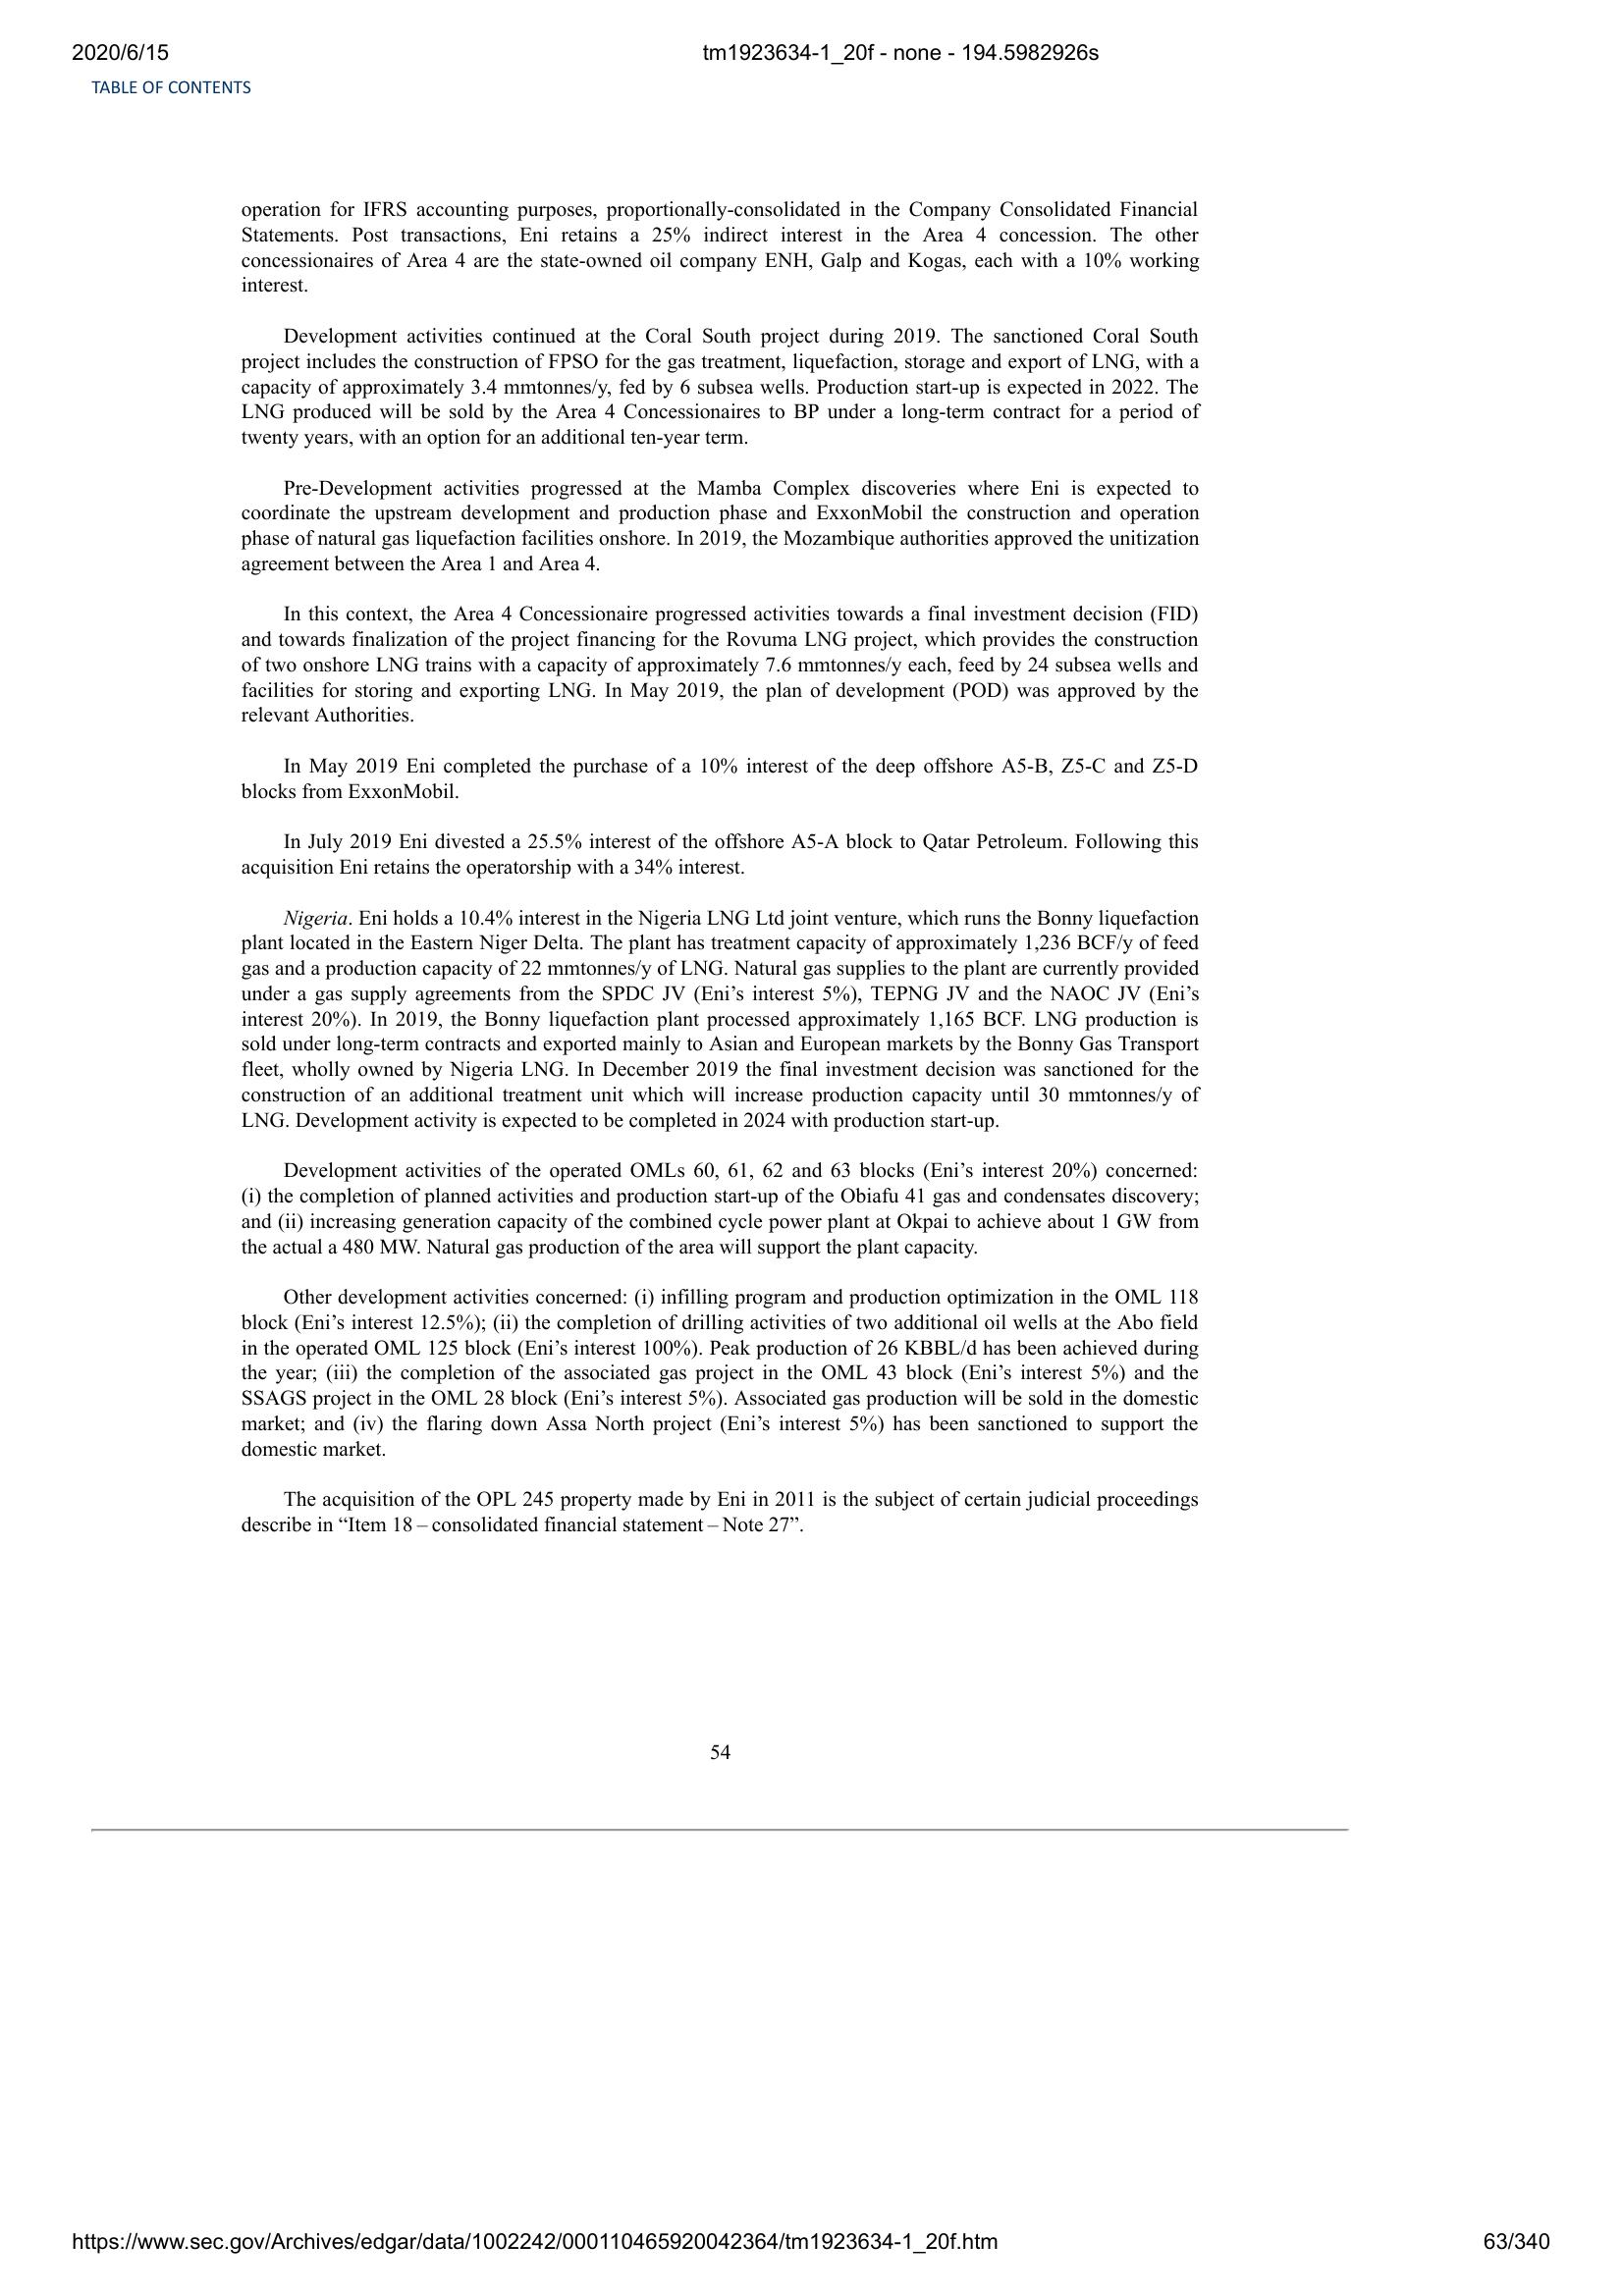 2020/6/15
tm1923634-1_20f - none - 194.5982926s
TABLE OF CONTENTS
operation for IFRS accounting purposes, proportionally-consolidated in the Company Consolidated Financial
Statements. Post transactions, Eni retains a 25% indirect interest in the Area 4 concession. The other
concessionaires of Area 4 are the state-owned oil company ENH, Galp and Kogas, each with a 10% working
interest.
Development activities continued at the Coral South project during 2019. The sanctioned Coral South
project includes the construction of FPSO for the gas treatment, liquefaction, storage and export of LNG, with a
capacity of approximately 3.4 mmtonnes/y, fed by 6 subsea wells. Production start-up is expected in 2022. The
LNG produced will be sold by the Area 4 Concessionaires to BP under a long-term contract for a period of
twenty years, with an option for an additional ten-year term.
Pre-Development activities progressed at the Mamba Complex discoveries where Eni is expected to
coordinate the upstream development and production phase and ExxonMobil the construction and operation
phase of natural gas liquefaction facilities onshore. In 2019, the Mozambique authorities approved the unitization
agreement between the Area 1 and Area 4.
In this context, the Area 4 Concessionaire progressed activities towards a final investment decision (FID)
and towards finalization of the project financing for the Rovuma LNG project, which provides the construction
of two onshore LNG trains with a capacity of approximately 7.6 mmtonnes/y each, feed by 24 subsea wells and
facilities for storing and exporting LNG. In May 2019, the plan of development (POD) was approved by the
relevant Authorities.
In May 2019 Eni completed the purchase of a 10% interest of the deep offshore A5-B, Z5-C and Z5-D
blocks from ExxonMobil.
In July 2019 Eni divested a 25.5% interest of the offshore A5-A block to Qatar Petroleum. Following this
acquisition Eni retains the operatorship with a 34% interest.
Nigeria. Eni holds a 10.4% interest in the Nigeria LNG Ltd joint venture, which runs the Bonny liquefaction
plant located in the Eastern Niger Delta. The plant has treatment capacity of approximately 1,236 BCF/y of feed
gas and a production capacity of 22 mmtonnes/y of LNG. Natural gas supplies to the plant are currently provided
under a gas supply agreements from the SPDC JV (Eni’s interest 5%), TEPNG JV and the NAOC JV (Eni’s
interest 20%). In 2019, the Bonny liquefaction plant processed approximately 1,165 BCF. LNG production is
sold under long-term contracts and exported mainly to Asian and European markets by the Bonny Gas Transport
fleet, wholly owned by Nigeria LNG. In December 2019 the final investment decision was sanctioned for the
construction of an additional treatment unit which will increase production capacity until 30 mmtonnes/y of
LNG. Development activity is expected to be completed in 2024 with production start-up.
Development activities of the operated OMLs 60, 61, 62 and 63 blocks (Eni’s interest 20%) concerned:
(i) the completion of planned activities and production start-up of the Obiafu 41 gas and condensates discovery;
and (ii) increasing generation capacity of the combined cycle power plant at Okpai to achieve about 1 GW from
the actual a 480 MW. Natural gas production of the area will support the plant capacity.
Other development activities concerned: (i) infilling program and production optimization in the OML 118
block (Eni’s interest 12.5%); (ii) the completion of drilling activities of two additional oil wells at the Abo field
in the operated OML 125 block (Eni’s interest 100%). Peak production of 26 KBBL/d has been achieved during
the year; (iii) the completion of the associated gas project in the OML 43 block (Eni’s interest 5%) and the
SSAGS project in the OML 28 block (Eni’s interest 5%). Associated gas production will be sold in the domestic
market; and (iv) the flaring down Assa North project (Eni’s interest 5%) has been sanctioned to support the
domestic market.
The acquisition of the OPL 245 property made by Eni in 2011 is the subject of certain judicial proceedings
describe in “Item 18 – consolidated financial statement – Note 27”.
54
https://www.sec.gov/Archives/edgar/data/1002242/000110465920042364/tm1923634-1_20f.htm
63/340